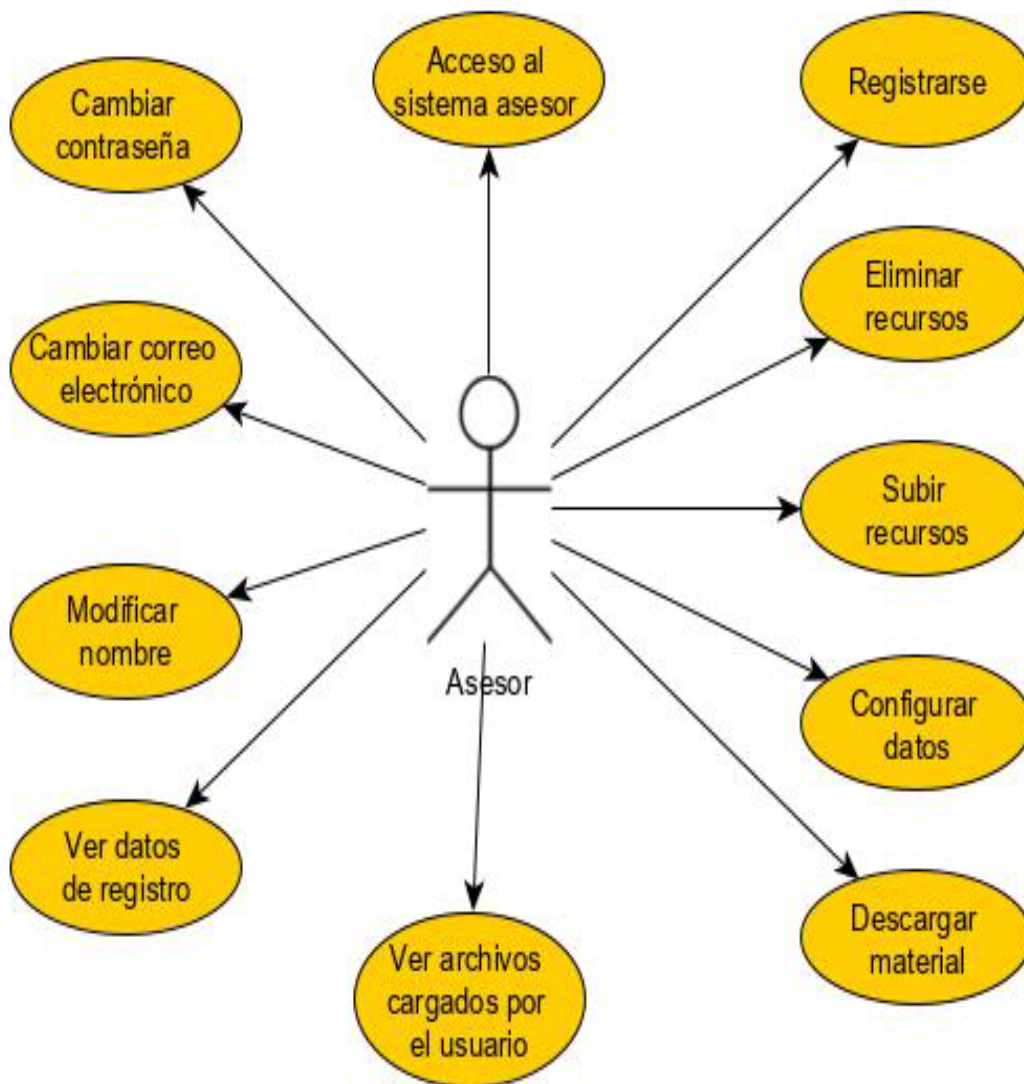 Acceso al
sistema asesor
Registrarse
Cambiar
contraseña
Eliminar
recursos
Cambiar correo
electrónico
Subir
recursos
Modificar
nombre
Asesor
Configurar
datos
Ver datos
de registro
Descargar
material
Ver archivos
cargados por
el usuario